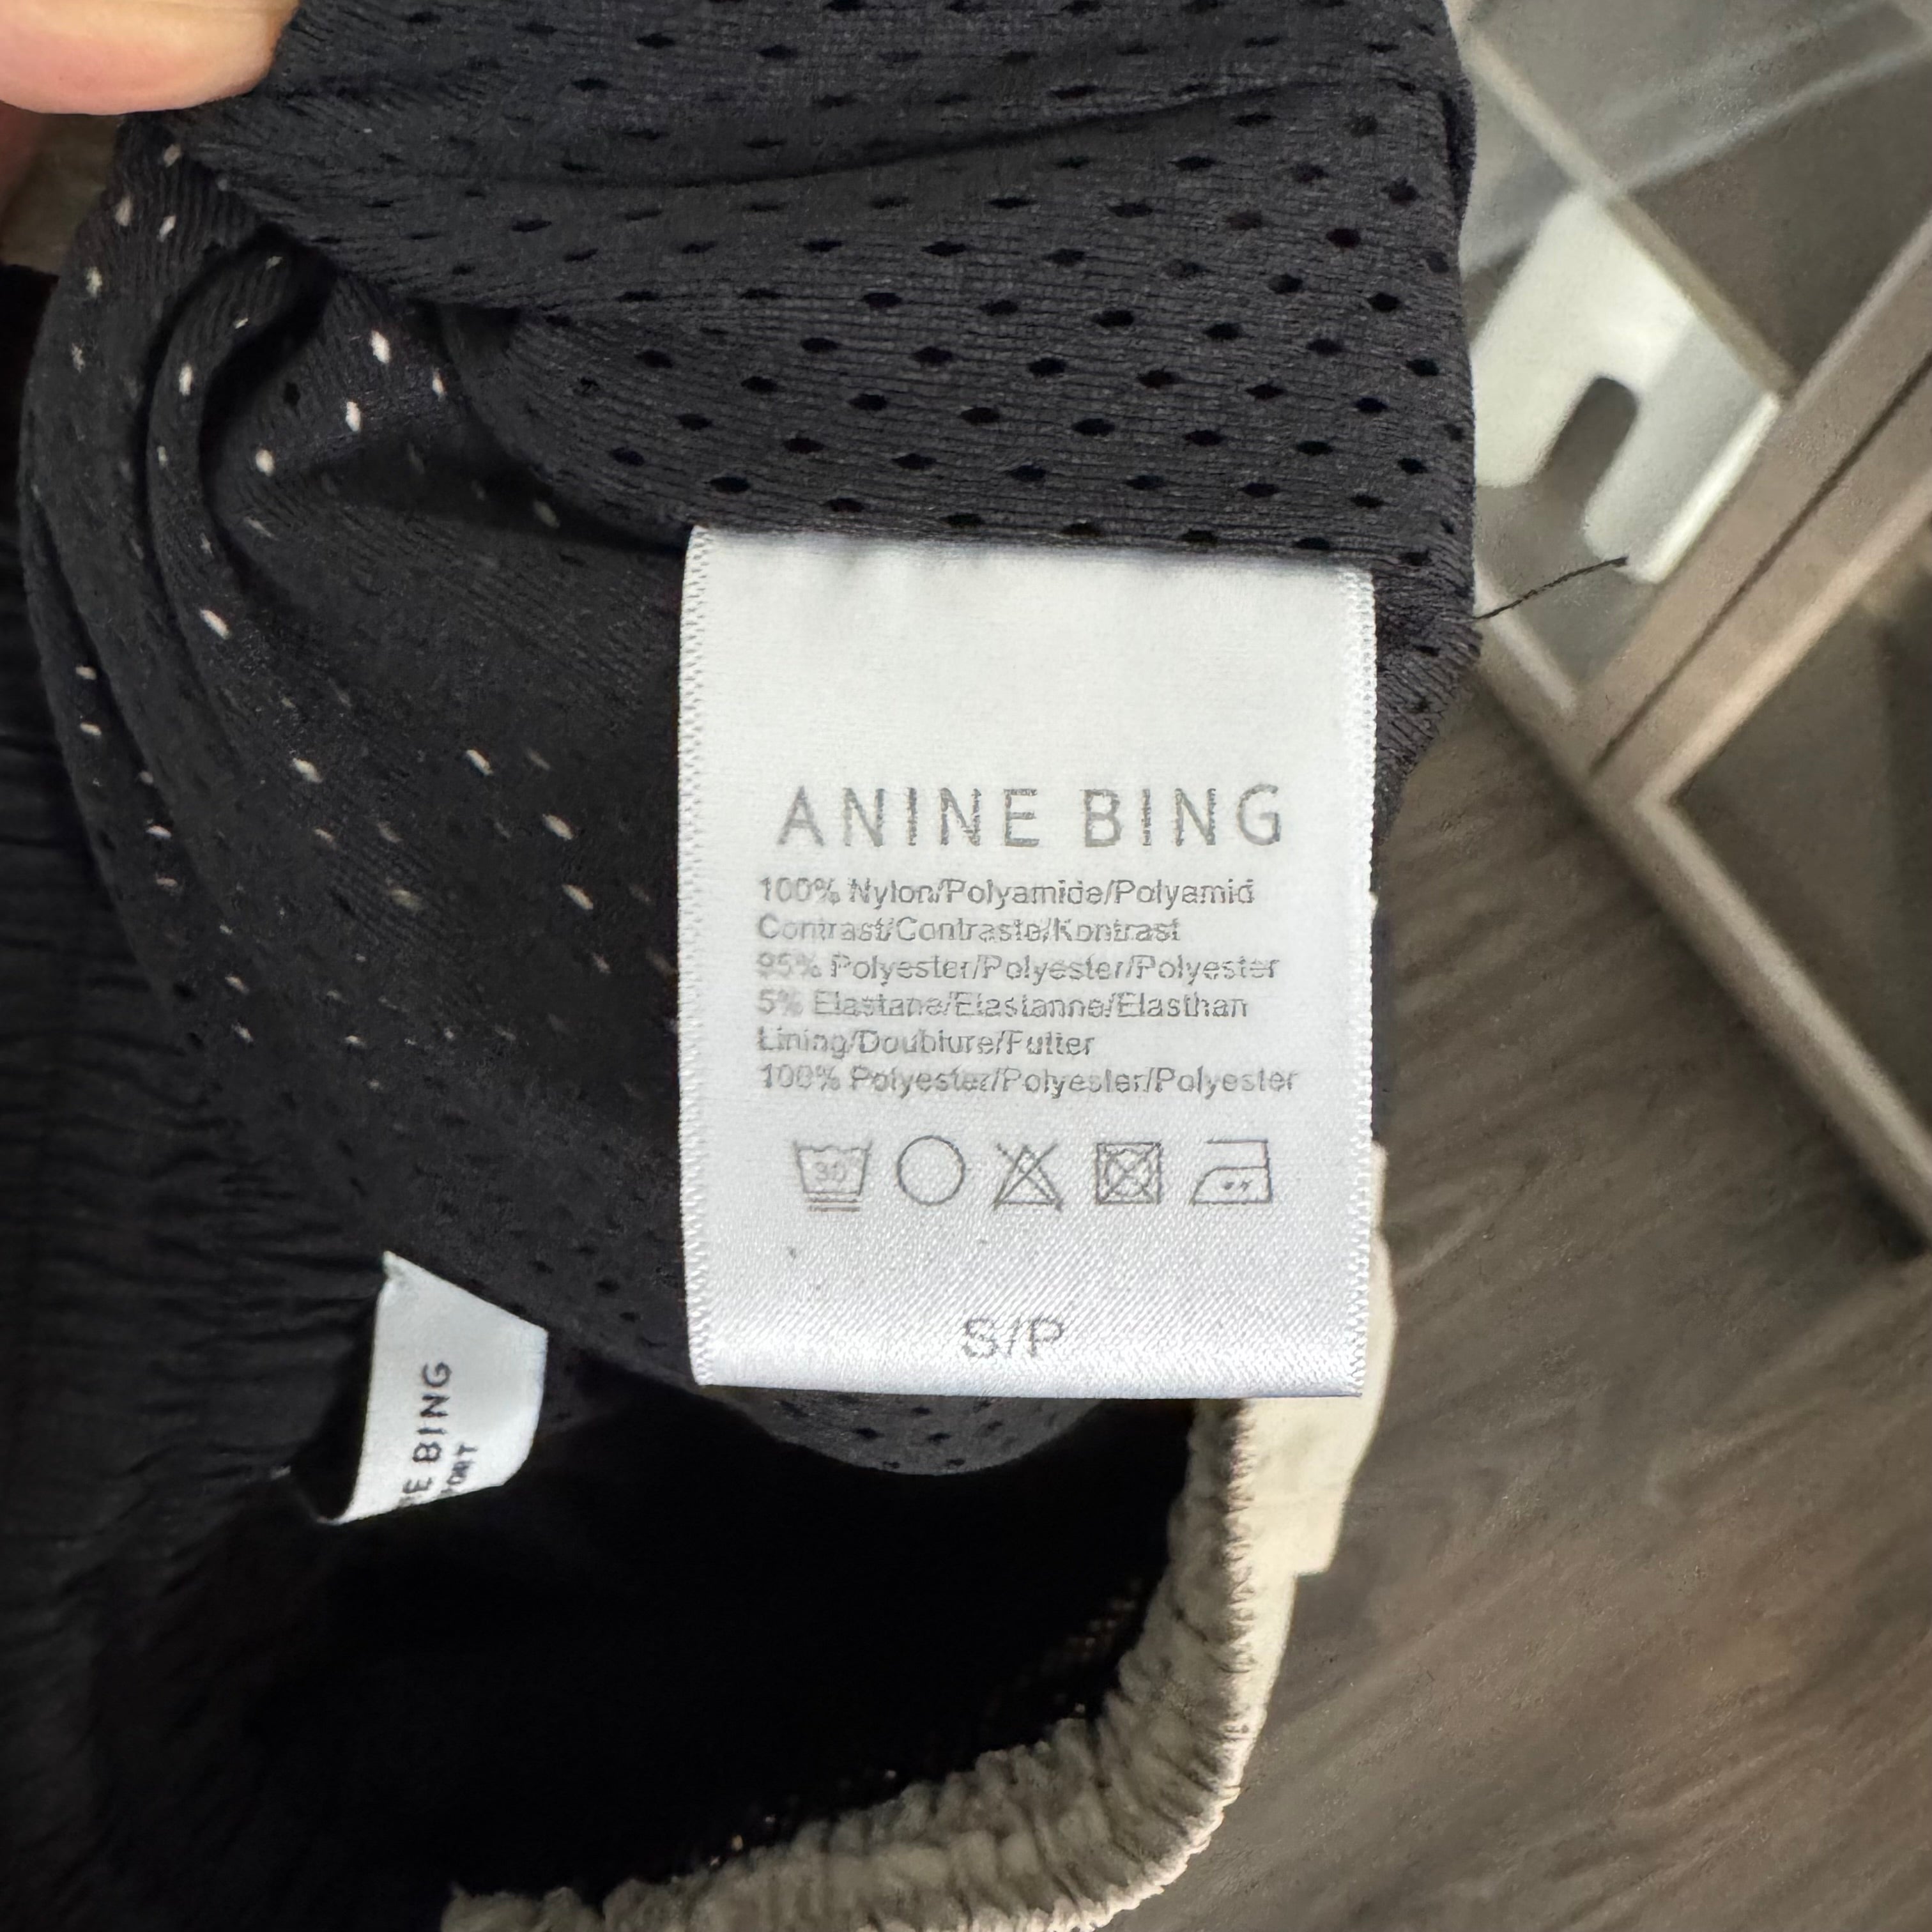 ANINE BING
100% Nylon/Polyamide/Polyamid
Contrast/Contraste/Kontrast
95% Polyester/Polyester/Polyester
5% Elastane/Elastanne/Elasthan
Lining/Doublure/Futter
100% Polyester/Polyester/Polyester
30
S/P
BING